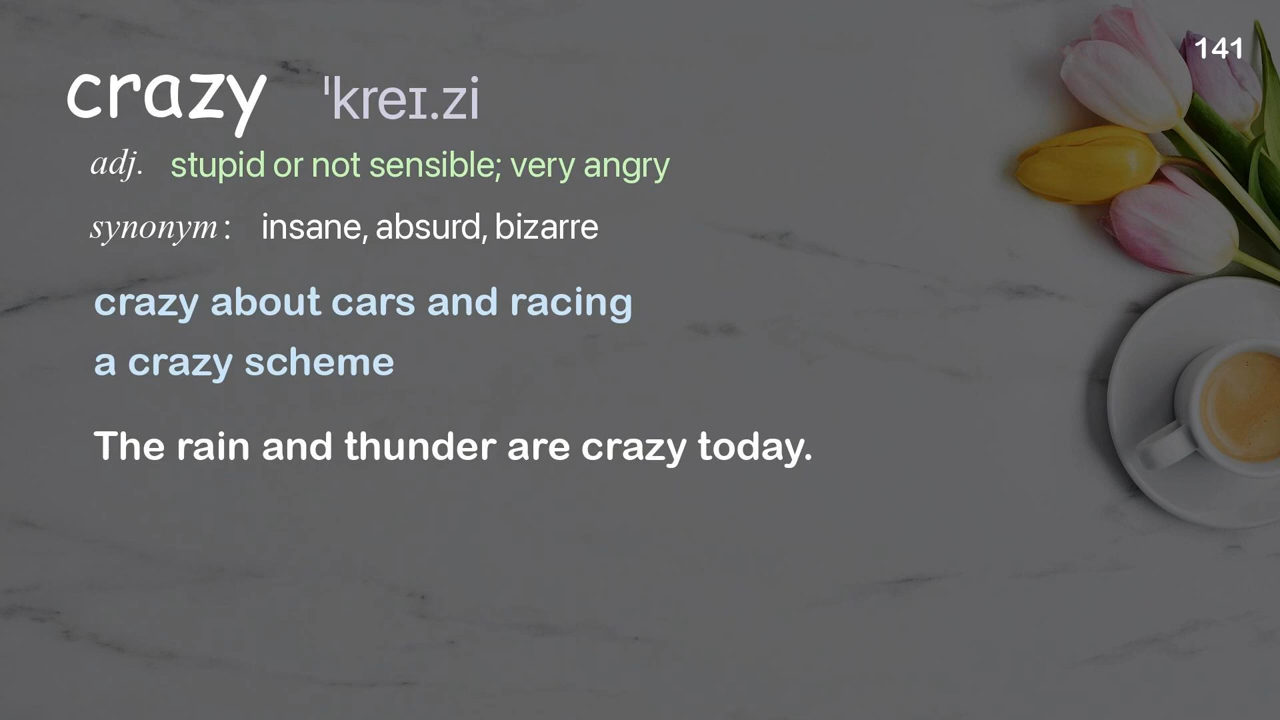 141
crazy ˈkreɪ.zi
adj. stupid or not sensible; very angry
synonym: insane, absurd, bizarre
crazy about cars and racing
a crazy scheme
The rain and thunder are crazy today.